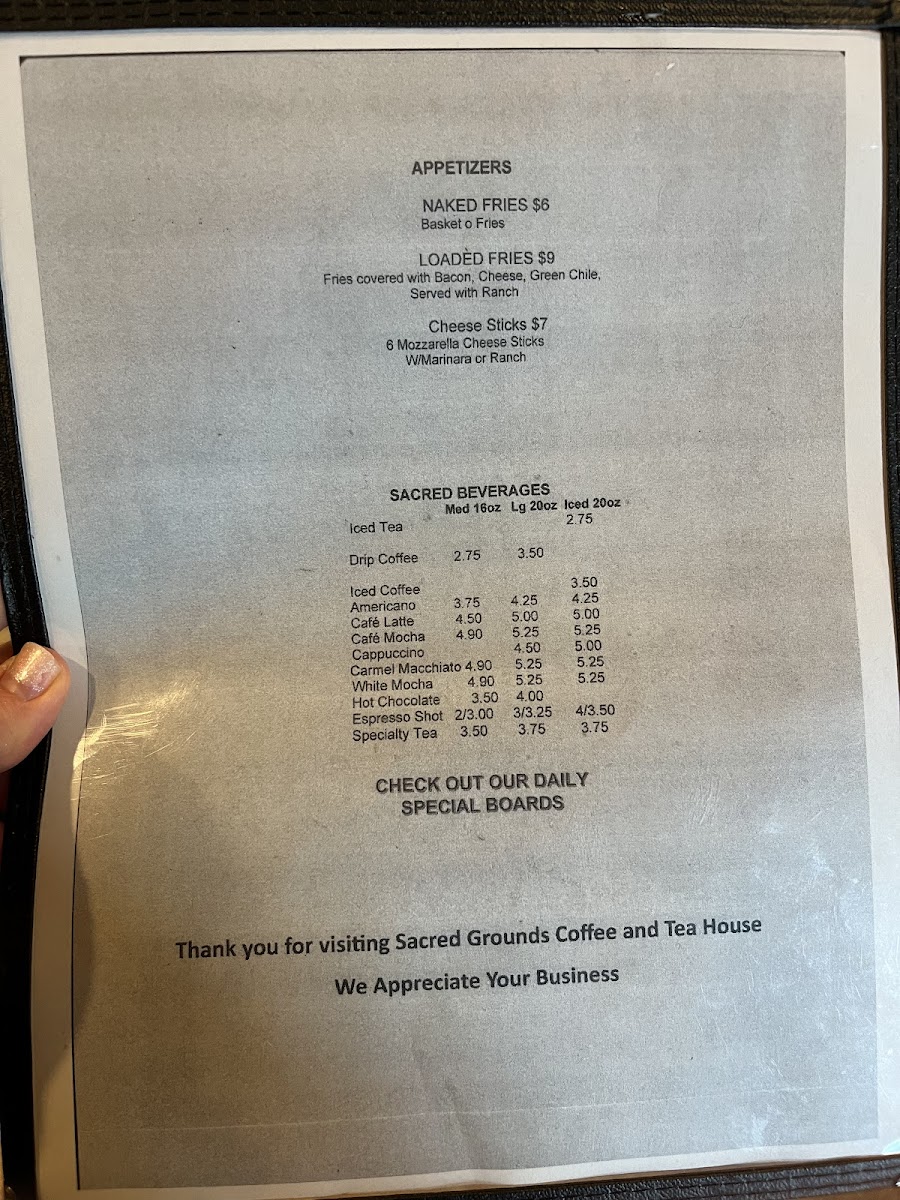 APPETIZERS
NAKED FRIES $6
Basket o Fries
LOADÈD FRIES $9
Fries covered with Bacon, Cheese, Green Chile,
Served with Ranch
Cheese Sticks $7
6 Mozzarella Cheese Sticks
W/Marinara or Ranch
SACRED BEVERAGES
Med 16oz Lg 20oz Iced 20oz
Iced Tea 2.75
Drip Coffee 2.75 3.50
Iced Coffee 3.50
Americano 3.75 4.25 4.25
Café Latte 4.50 5.00 5.00
Café Mocha 4.90 5.25 5.25
Cappuccino 4.50 5.00
Carmel Macchiato 4.90 5.25 5.25
White Mocha 4.90 5.25 5.25
Hot Chocolate 3.50 4.00
Espresso Shot 2/3.00 3/3.25 4/3.50
Specialty Tea 3.50 3.75 3.75
CHECK OUT OUR DAILY
SPECIAL BOARDS
Thank you for visiting Sacred Grounds Coffee and Tea House
We Appreciate Your Business